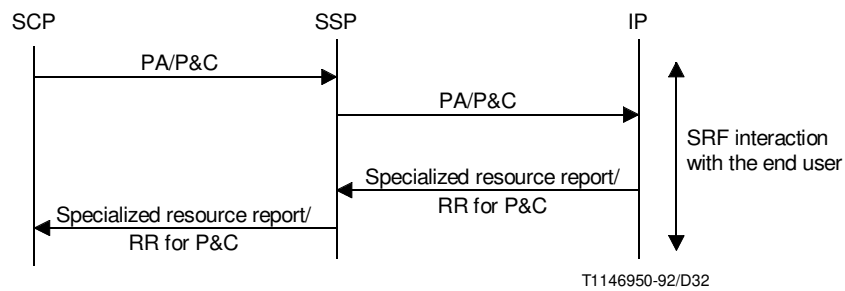 SCP
SSP
IP
PA/P&C
PA/P&C
SRF interaction
with the end user
Specialized resource report/
RR for P&C
Specialized resource report/
RR for P&C
T1146950-92/D32